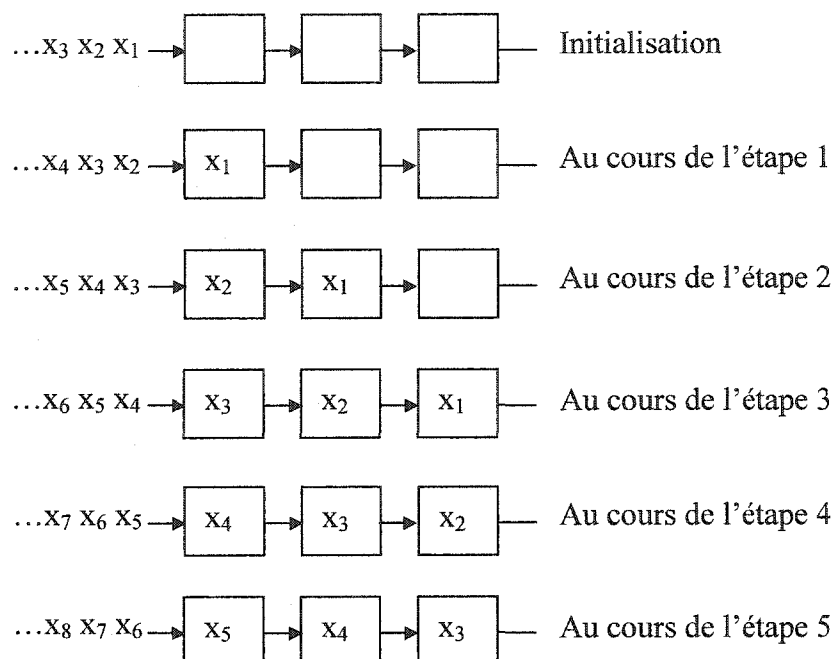 ...x₃ x₂ x₁ Initialisation
...x₄ x₃ x₂ x₁ Au cours de l'étape 1
...x₅ x₄ x₃ x₂ x₁ Au cours de l'étape 2
...x₆ x₅ x₄ x₃ x₂ x₁ Au cours de l'étape 3
...x₇ x₆ x₅ x₄ x₃ x₂ Au cours de l'étape 4
...x₈ x₇ x₆ x₅ x₄ x₃ Au cours de l'étape 5